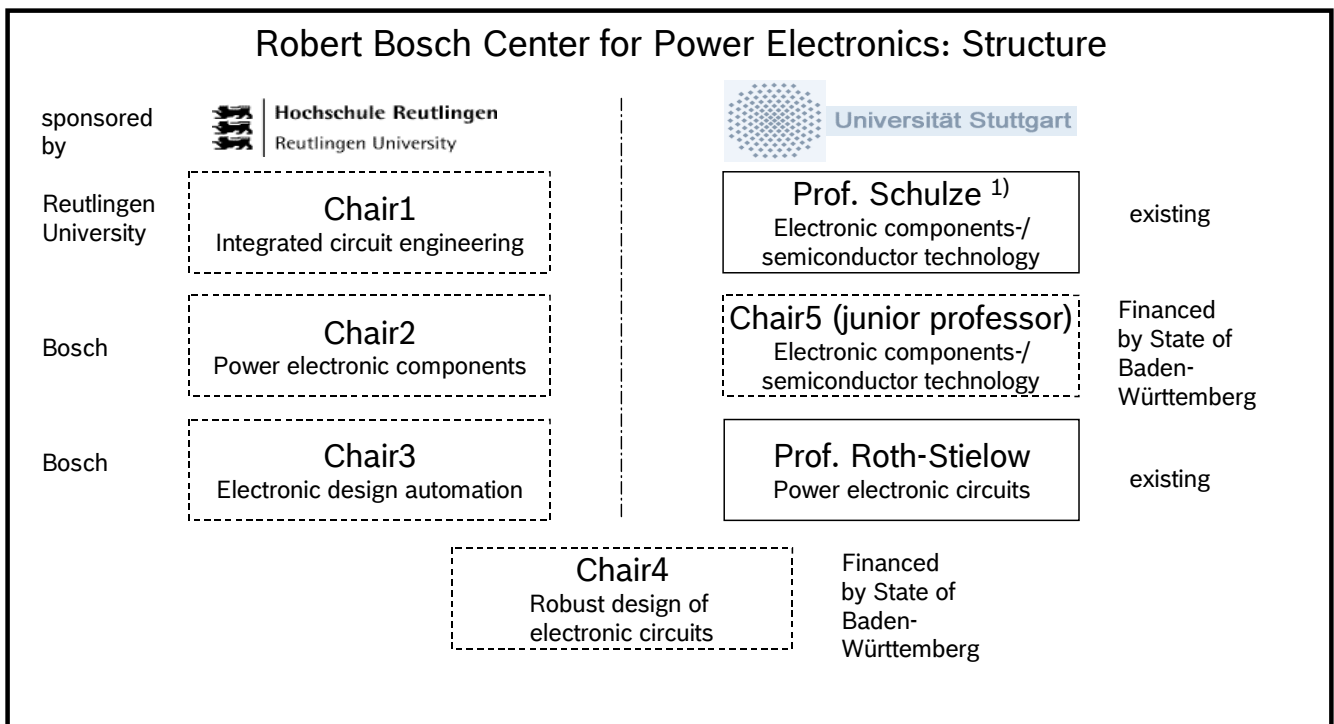 Robert Bosch Center for Power Electronics: Structure
sponsored
by
Hochschule Reutlingen
Reutlingen University
Universität Stuttgart
Reutlingen
University
Chair1
Integrated circuit engineering
Prof. Schulze 1)
Electronic components-/
semiconductor technology
existing
Bosch
Chair2
Power electronic components
Chair5 (junior professor)
Electronic components-/
semiconductor technology
Financed
by State of
Baden-
Württemberg
Bosch
Chair3
Electronic design automation
Prof. Roth-Stielow
Power electronic circuits
existing
Chair4
Robust design of
electronic circuits
Financed
by State of
Baden-
Württemberg